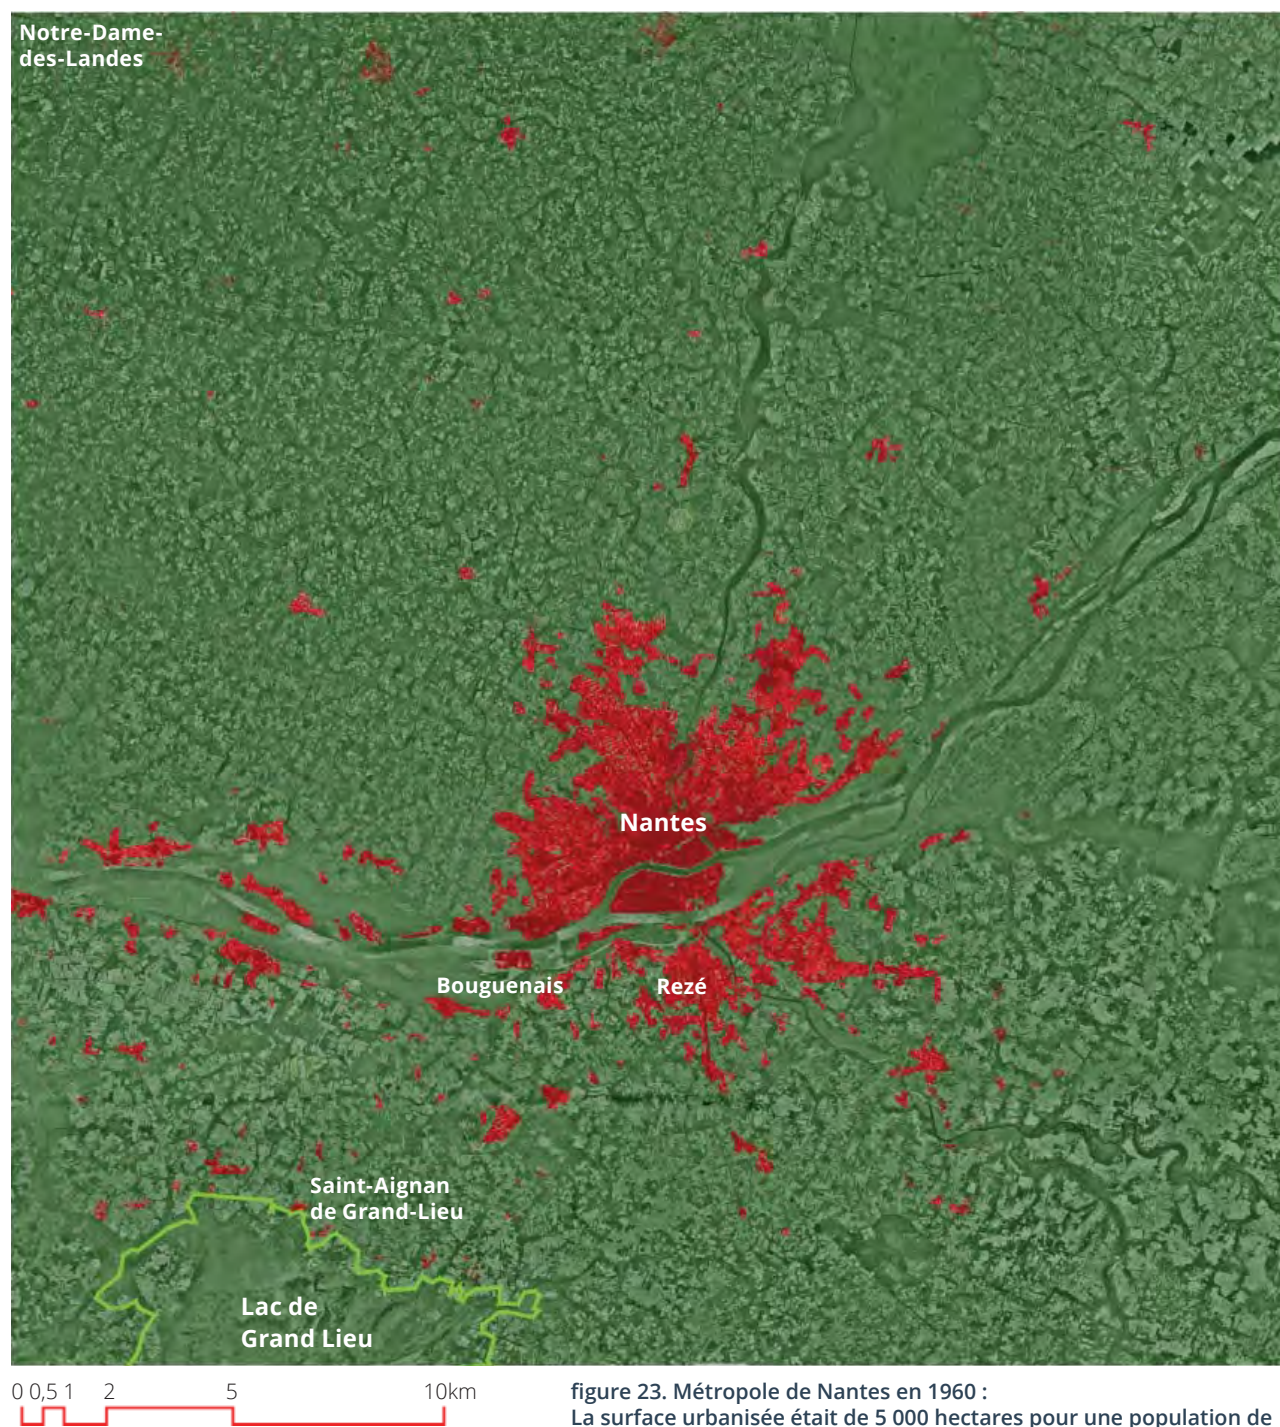 Notre-Dame-
des-Landes
Nantes
Bouguenais
Rezé
Saint-Aignan
de Grand-Lieu
Lac de
Grand Lieu
0 0,5 1 2 5 10km
figure 23. Métropole de Nantes en 1960 :
La surface urbanisée était de 5 000 hectares pour une population de